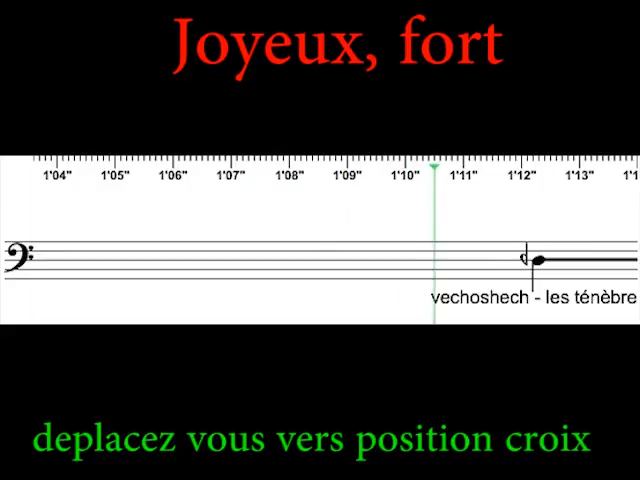 Joyeux, fort
1'04" 1'05" 1'06" 1'07" 1'08" 1'09" 1'10" 1'11" 1'12" 1'13"
vechoshech - les ténèbre
deplacez vous vers position croix